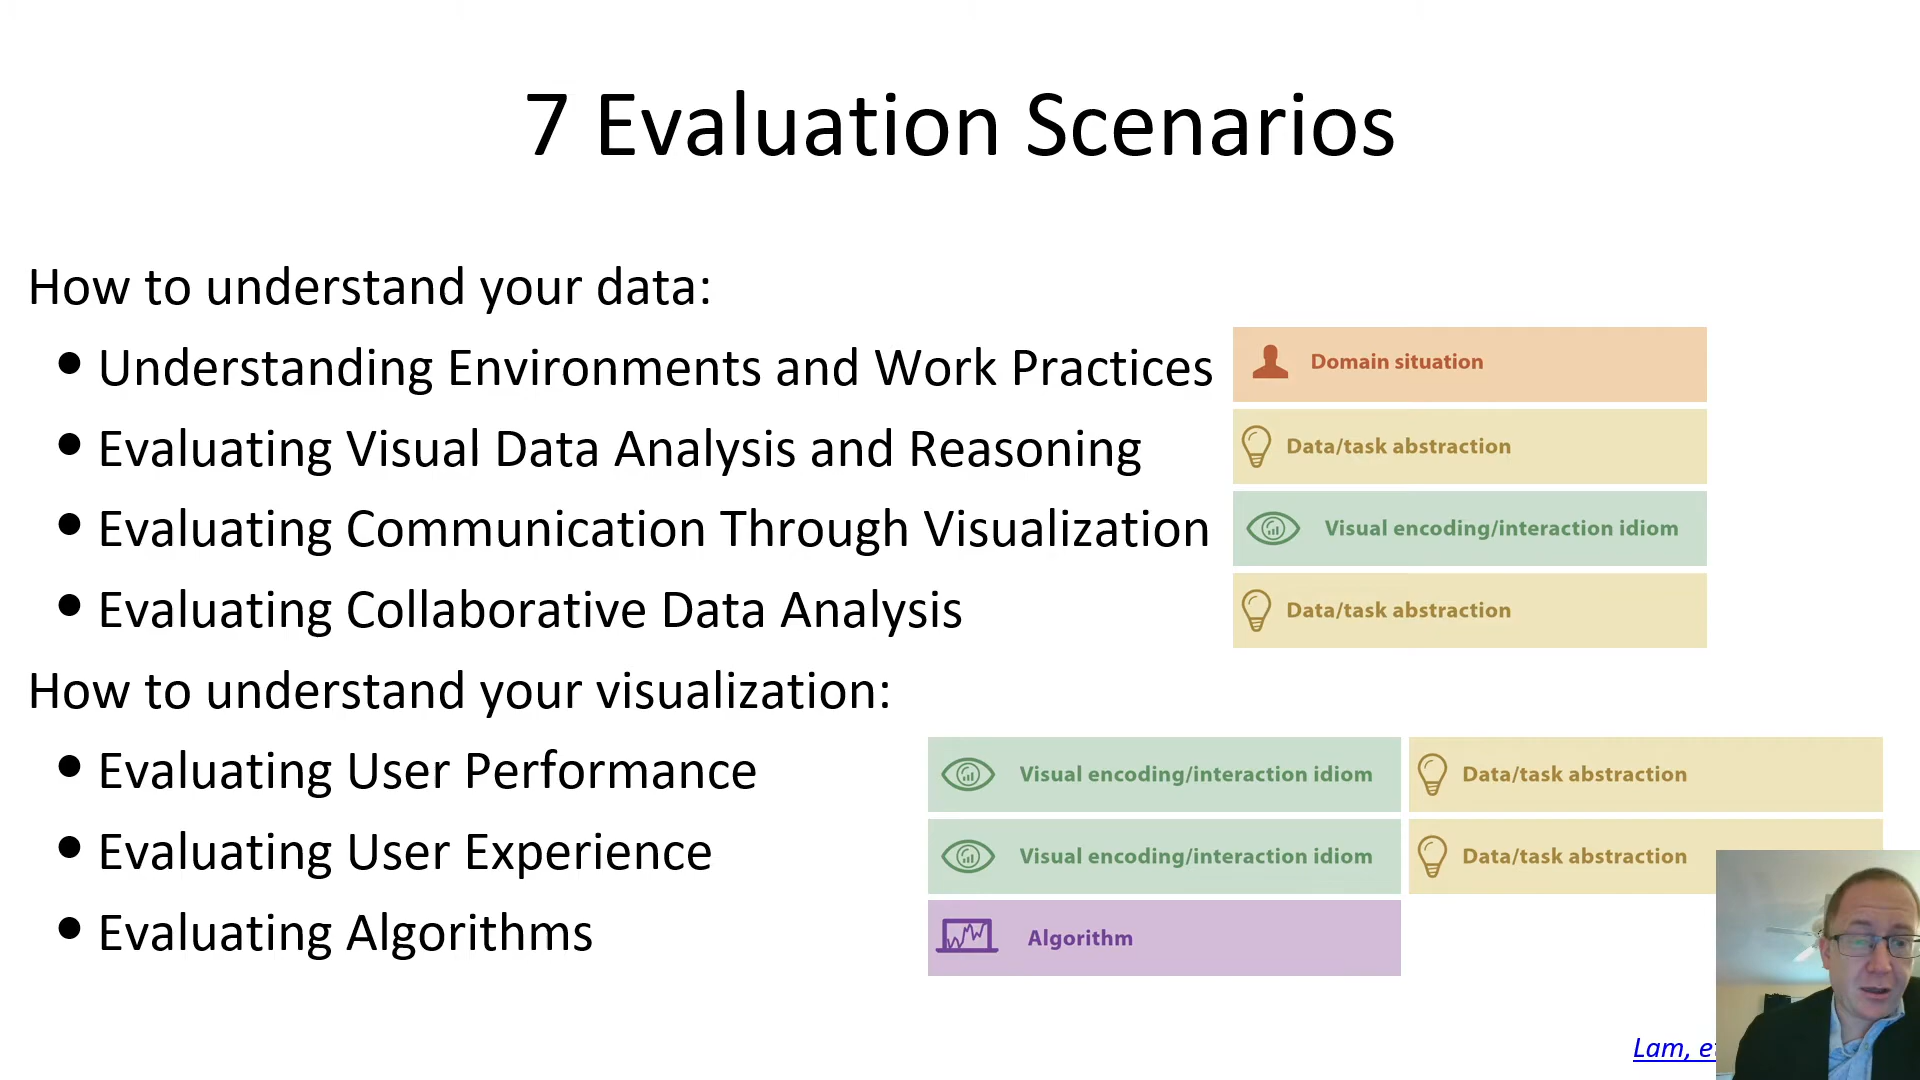 7 Evaluation Scenarios
How to understand your data:
• Understanding Environments and Work Practices
Domain situation
• Evaluating Visual Data Analysis and Reasoning
Data/task abstraction
• Evaluating Communication Through Visualization
Visual encoding/interaction idiom
• Evaluating Collaborative Data Analysis
Data/task abstraction
How to understand your visualization:
• Evaluating User Performance
Visual encoding/interaction idiom
Data/task abstraction
• Evaluating User Experience
Visual encoding/interaction idiom
Data/task abstraction
• Evaluating Algorithms
Algorithm
Lam,